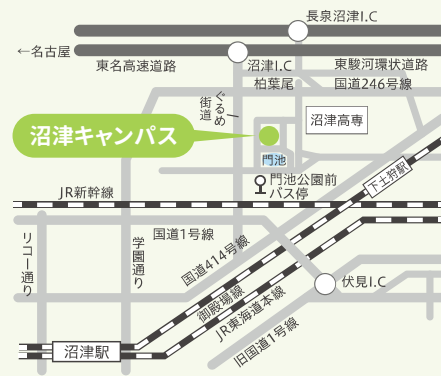 長泉沼津I.C
←名古屋
東名高速道路
沼津I.C
東駿河環状道路
柏葉尾
国道246号線
ぐるめ
街道
沼津高専
沼津キャンパス
門池
下土狩駅
門池公園前
バス停
JR新幹線
国道1号線
リコー通り
学園通り
国道414号線
伏見I.C
御殿場線
JR東海道本線
旧国道1号線
沼津駅